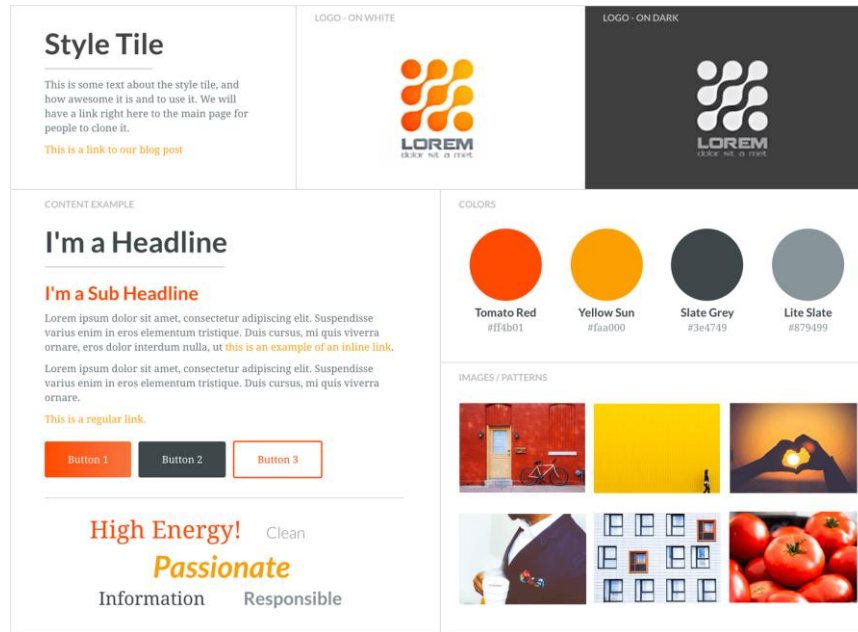 Style Tile
This is some text about the style tile, and
how awesome it is and to use it. We will
have a link right here to the main page for
people to clone it.
This is a link to our blog post
LOGO - ON WHITE
LOREM
dolor sit a met
LOGO - ON DARK
LOREM
dolor sit a met
CONTENT EXAMPLE
I'm a Headline
I'm a Sub Headline
Lorem ipsum dolor sit amet, consectetur adipiscing elit. Suspendisse
varius enim in eros elementum tristique. Duis cursus, mi quis viverra
ornare, eros dolor interdum nulla, ut this is an example of an inline link.
Lorem ipsum dolor sit amet, consectetur adipiscing elit. Suspendisse
varius enim in eros elementum tristique. Duis cursus, mi quis viverra
ornare.
This is a regular link.
Button 1
Button 2
Button 3
High Energy!
Clean
Passionate
Information
Responsible
COLORS
Tomato Red
#ff4b01
Yellow Sun
#faa000
Slate Grey
#3e4749
Lite Slate
#879499
IMAGES / PATTERNS